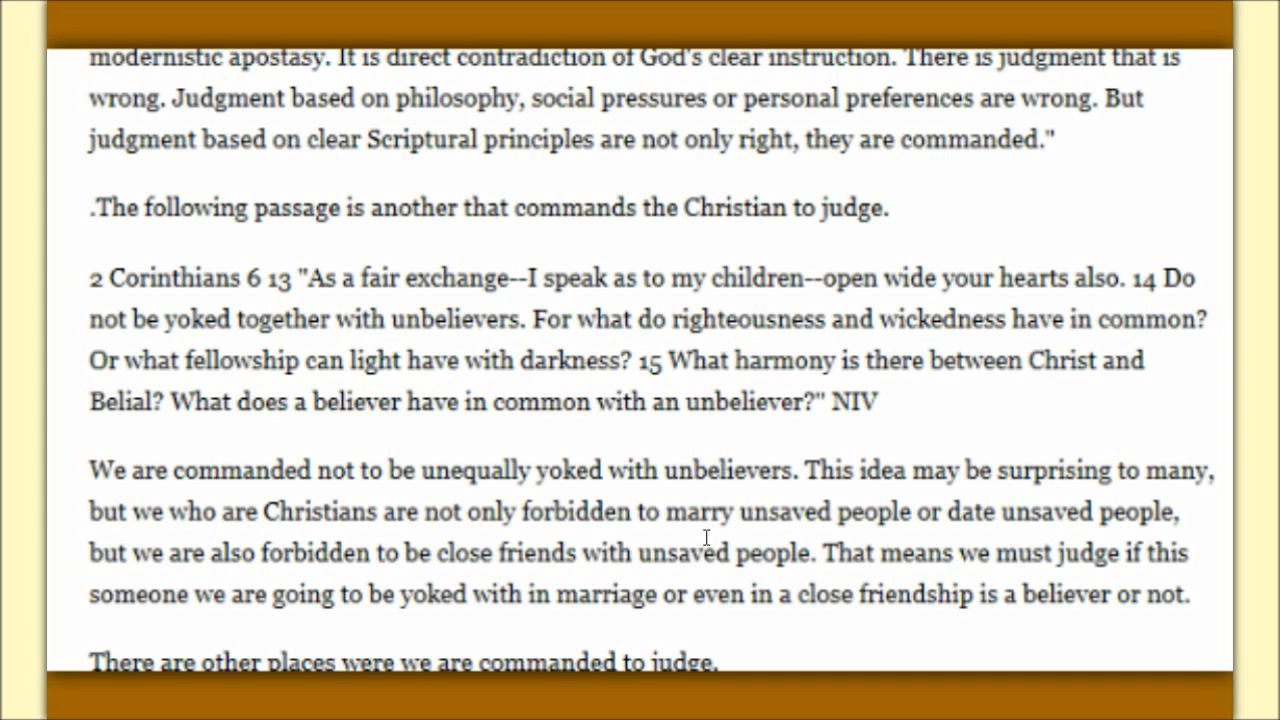 modernistic apostasy. It is direct contradiction of God's clear instruction. There is judgment that is
wrong. Judgment based on philosophy, social pressures or personal preferences are wrong. But
judgment based on clear Scriptural principles are not only right, they are commanded."
.The following passage is another that commands the Christian to judge.
2 Corinthians 6 13 "As a fair exchange--I speak as to my children--open wide your hearts also. 14 Do
not be yoked together with unbelievers. For what do righteousness and wickedness have in common?
Or what fellowship can light have with darkness? 15 What harmony is there between Christ and
Belial? What does a believer have in common with an unbeliever?" NIV
We are commanded not to be unequally yoked with unbelievers. This idea may be surprising to many,
but we who are Christians are not only forbidden to marry unsaved people or date unsaved people,
but we are also forbidden to be close friends with unsaved people. That means we must judge if this
someone we are going to be yoked with in marriage or even in a close friendship is a believer or not.
There are other places were we are commanded to judge.